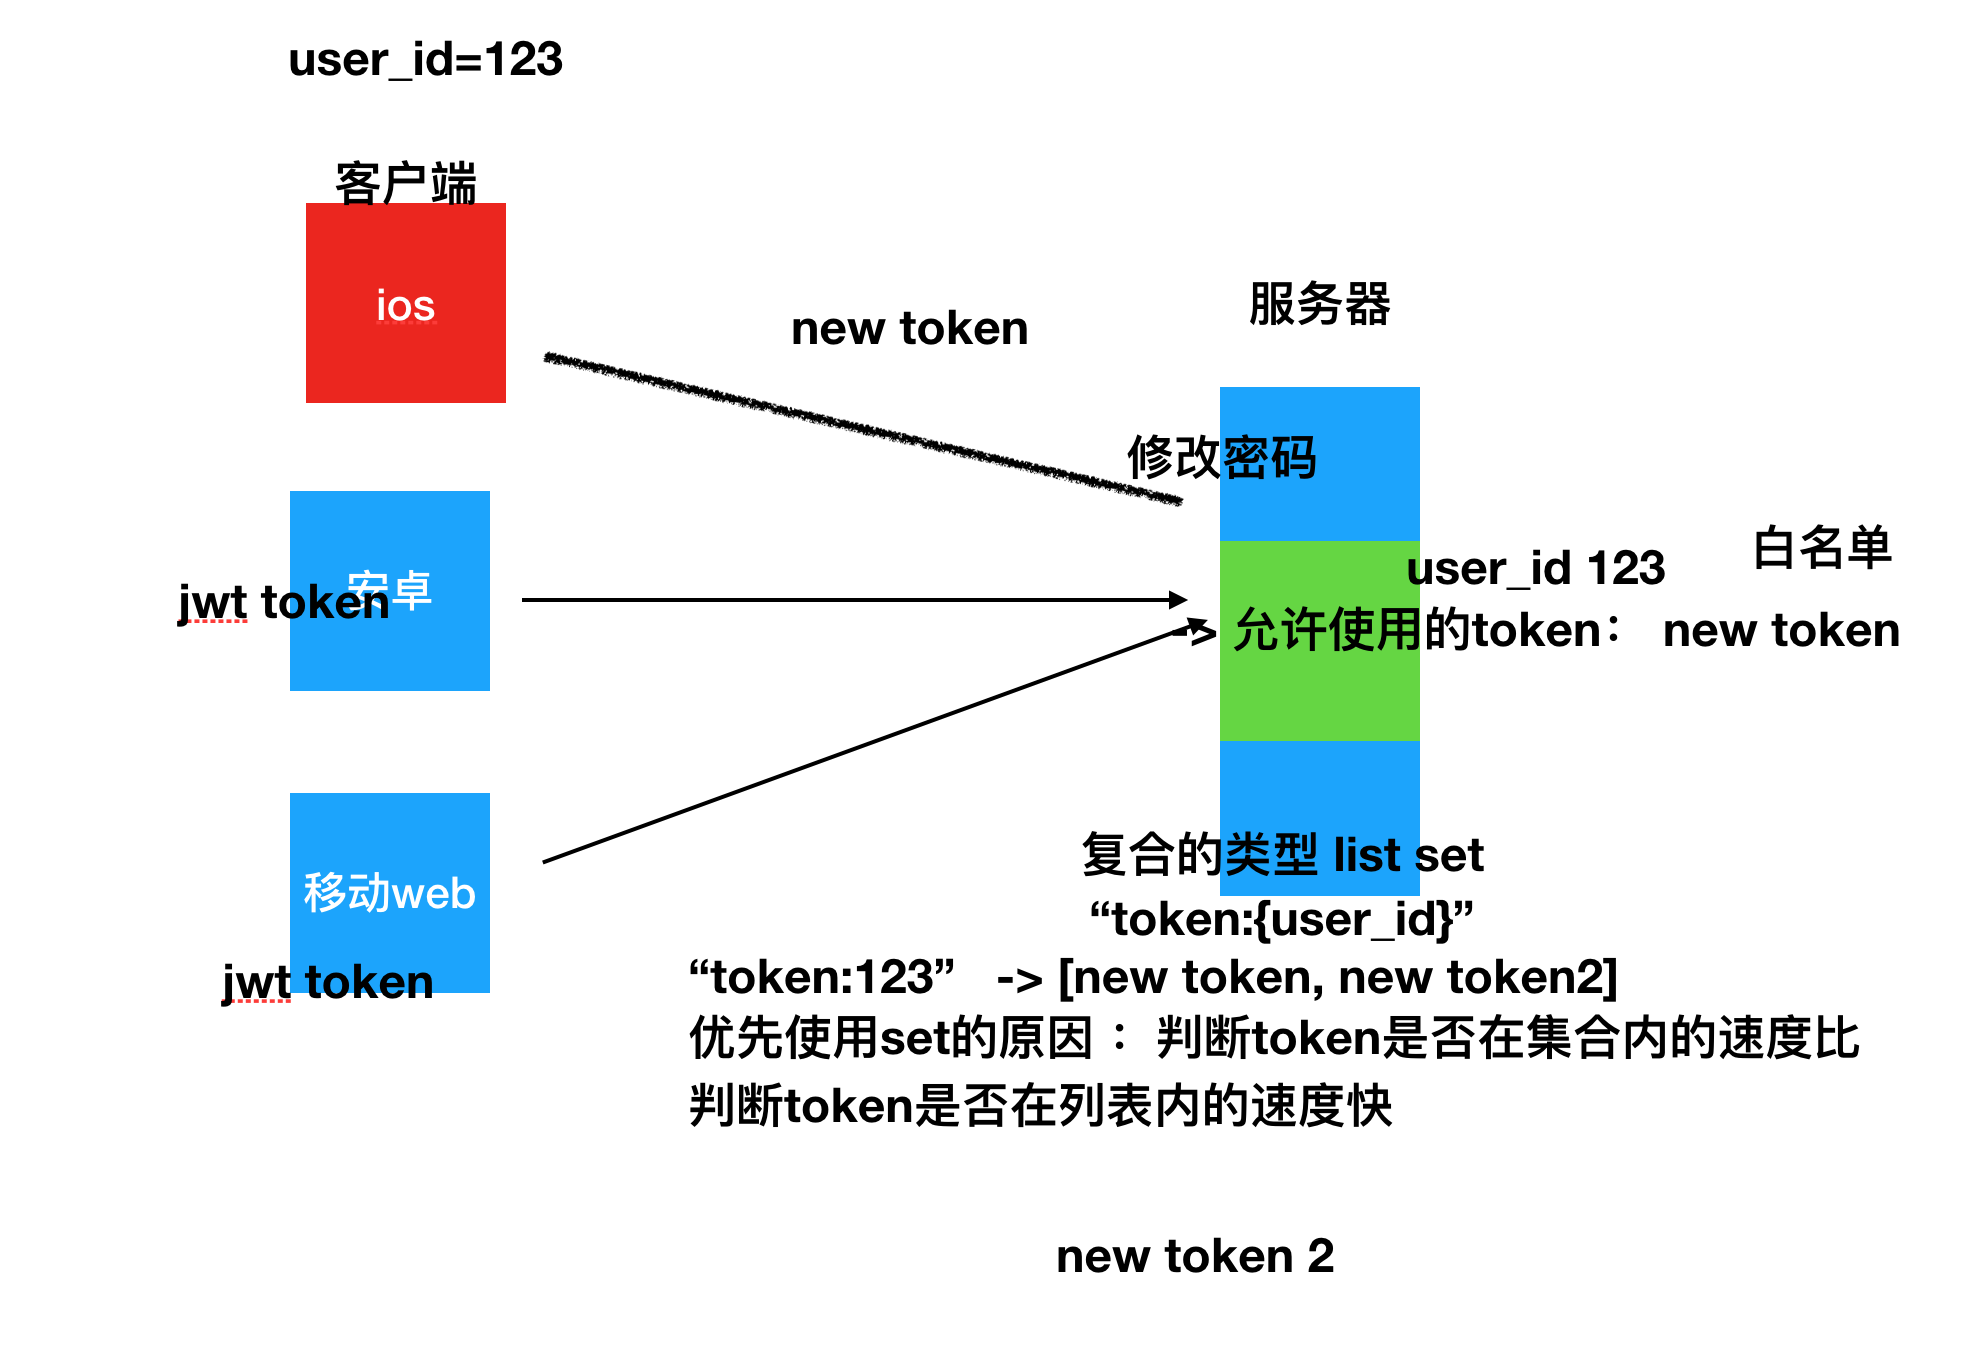 user_id=123
客户端
ios
new token
服务器
修改密码
安卓
jwt token
user_id 123
白名单
-> 允许使用的token： new token
移动web
jwt token
复合的类型 list set
“token:{user_id}”
“token:123” -> [new token, new token2]
优先使用set的原因 ：判断token是否在集合内的速度比
判断token是否在列表内的速度快
new token 2